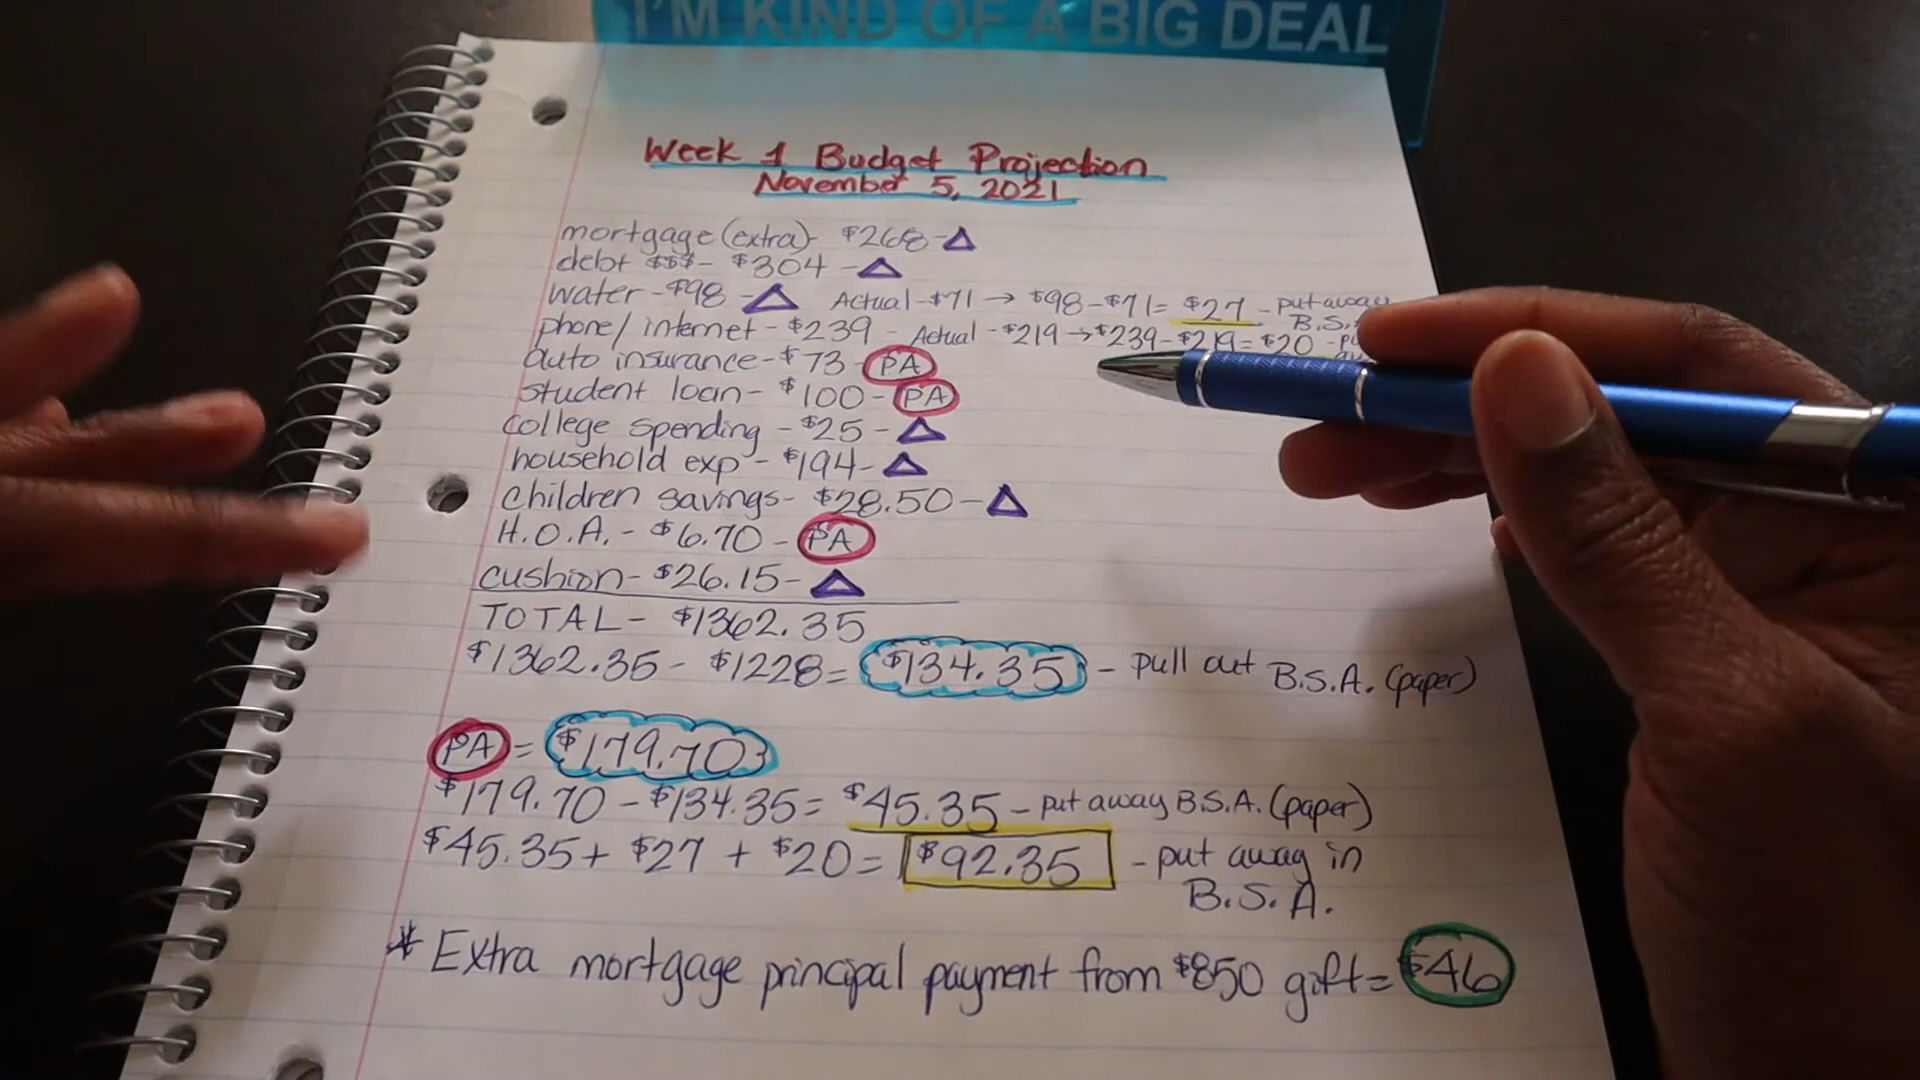 I'M KIND OF A BIG DEAL
Week 1 Budget Projection
November 5, 2021
mortgage (extra)- $268-△
debt $$$- $304 -△
water-$98 -△ Actual-$71 → $98-$71= $27 - put away
B.S.
phone/internet-$239 - Actual-$219→$239-$219=$20 -
auto insurance-$73-PA
student loan- $100-PA
college spending-$25-△
household exp-$194-△
children savings-$28.50-△
H.O.A.-$6.70-PA
cushion-$26.15-△
TOTAL- $1362.35
$1362.35 - $1228= $134.35 - pull out B.S.A. (paper)
PA = $179.70
$179.70-$134.35= $45.35-put away B.S.A. (paper)
$45.35+ $27 + $20= $92.35 -put away in
B.S.A.
* Extra mortgage principal payment from $850 gift= $46